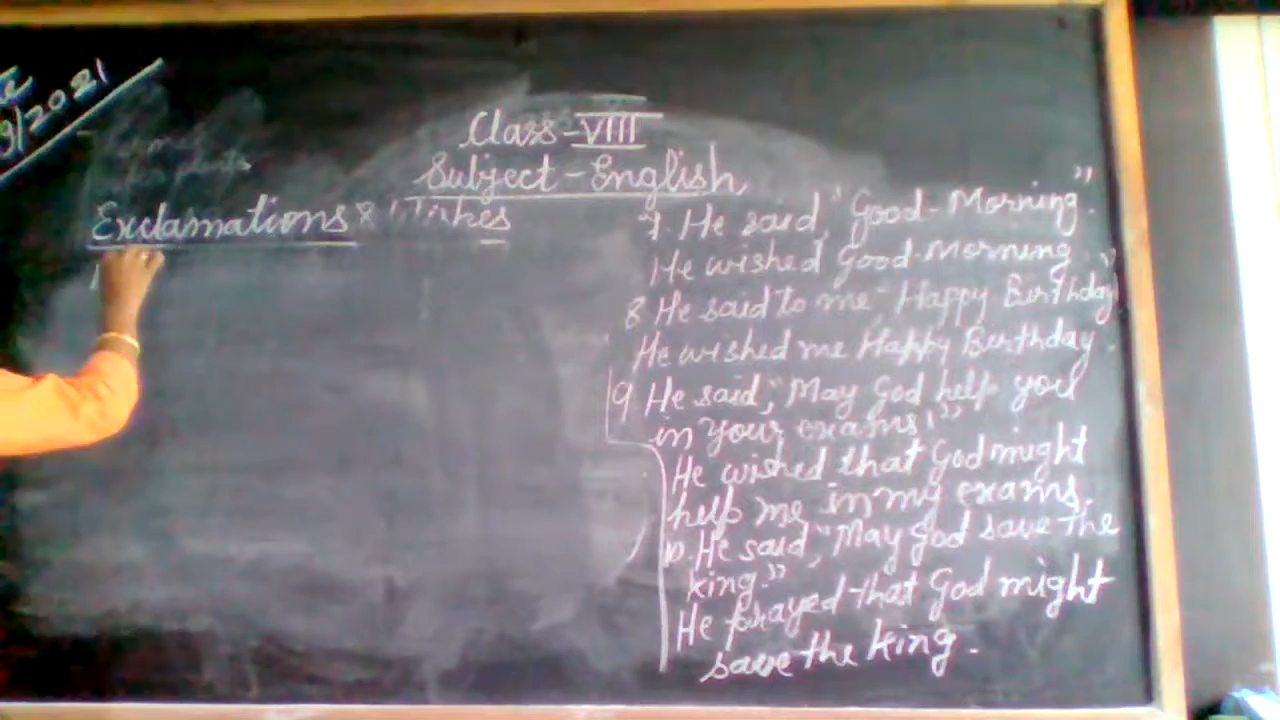 9/2021
Class-VIII
Subject-English
Exclamations & Wishes
7. He said, "Good-Morning."
He wished Good-Morning.
8 He said to me "Happy Birthday"
He wished me Happy Birthday.
9 He said, "May God help you
in your exams!"
He wished that God might
help me in my exams.
10. He said, "May God save the
king."
He prayed that God might
save the king.